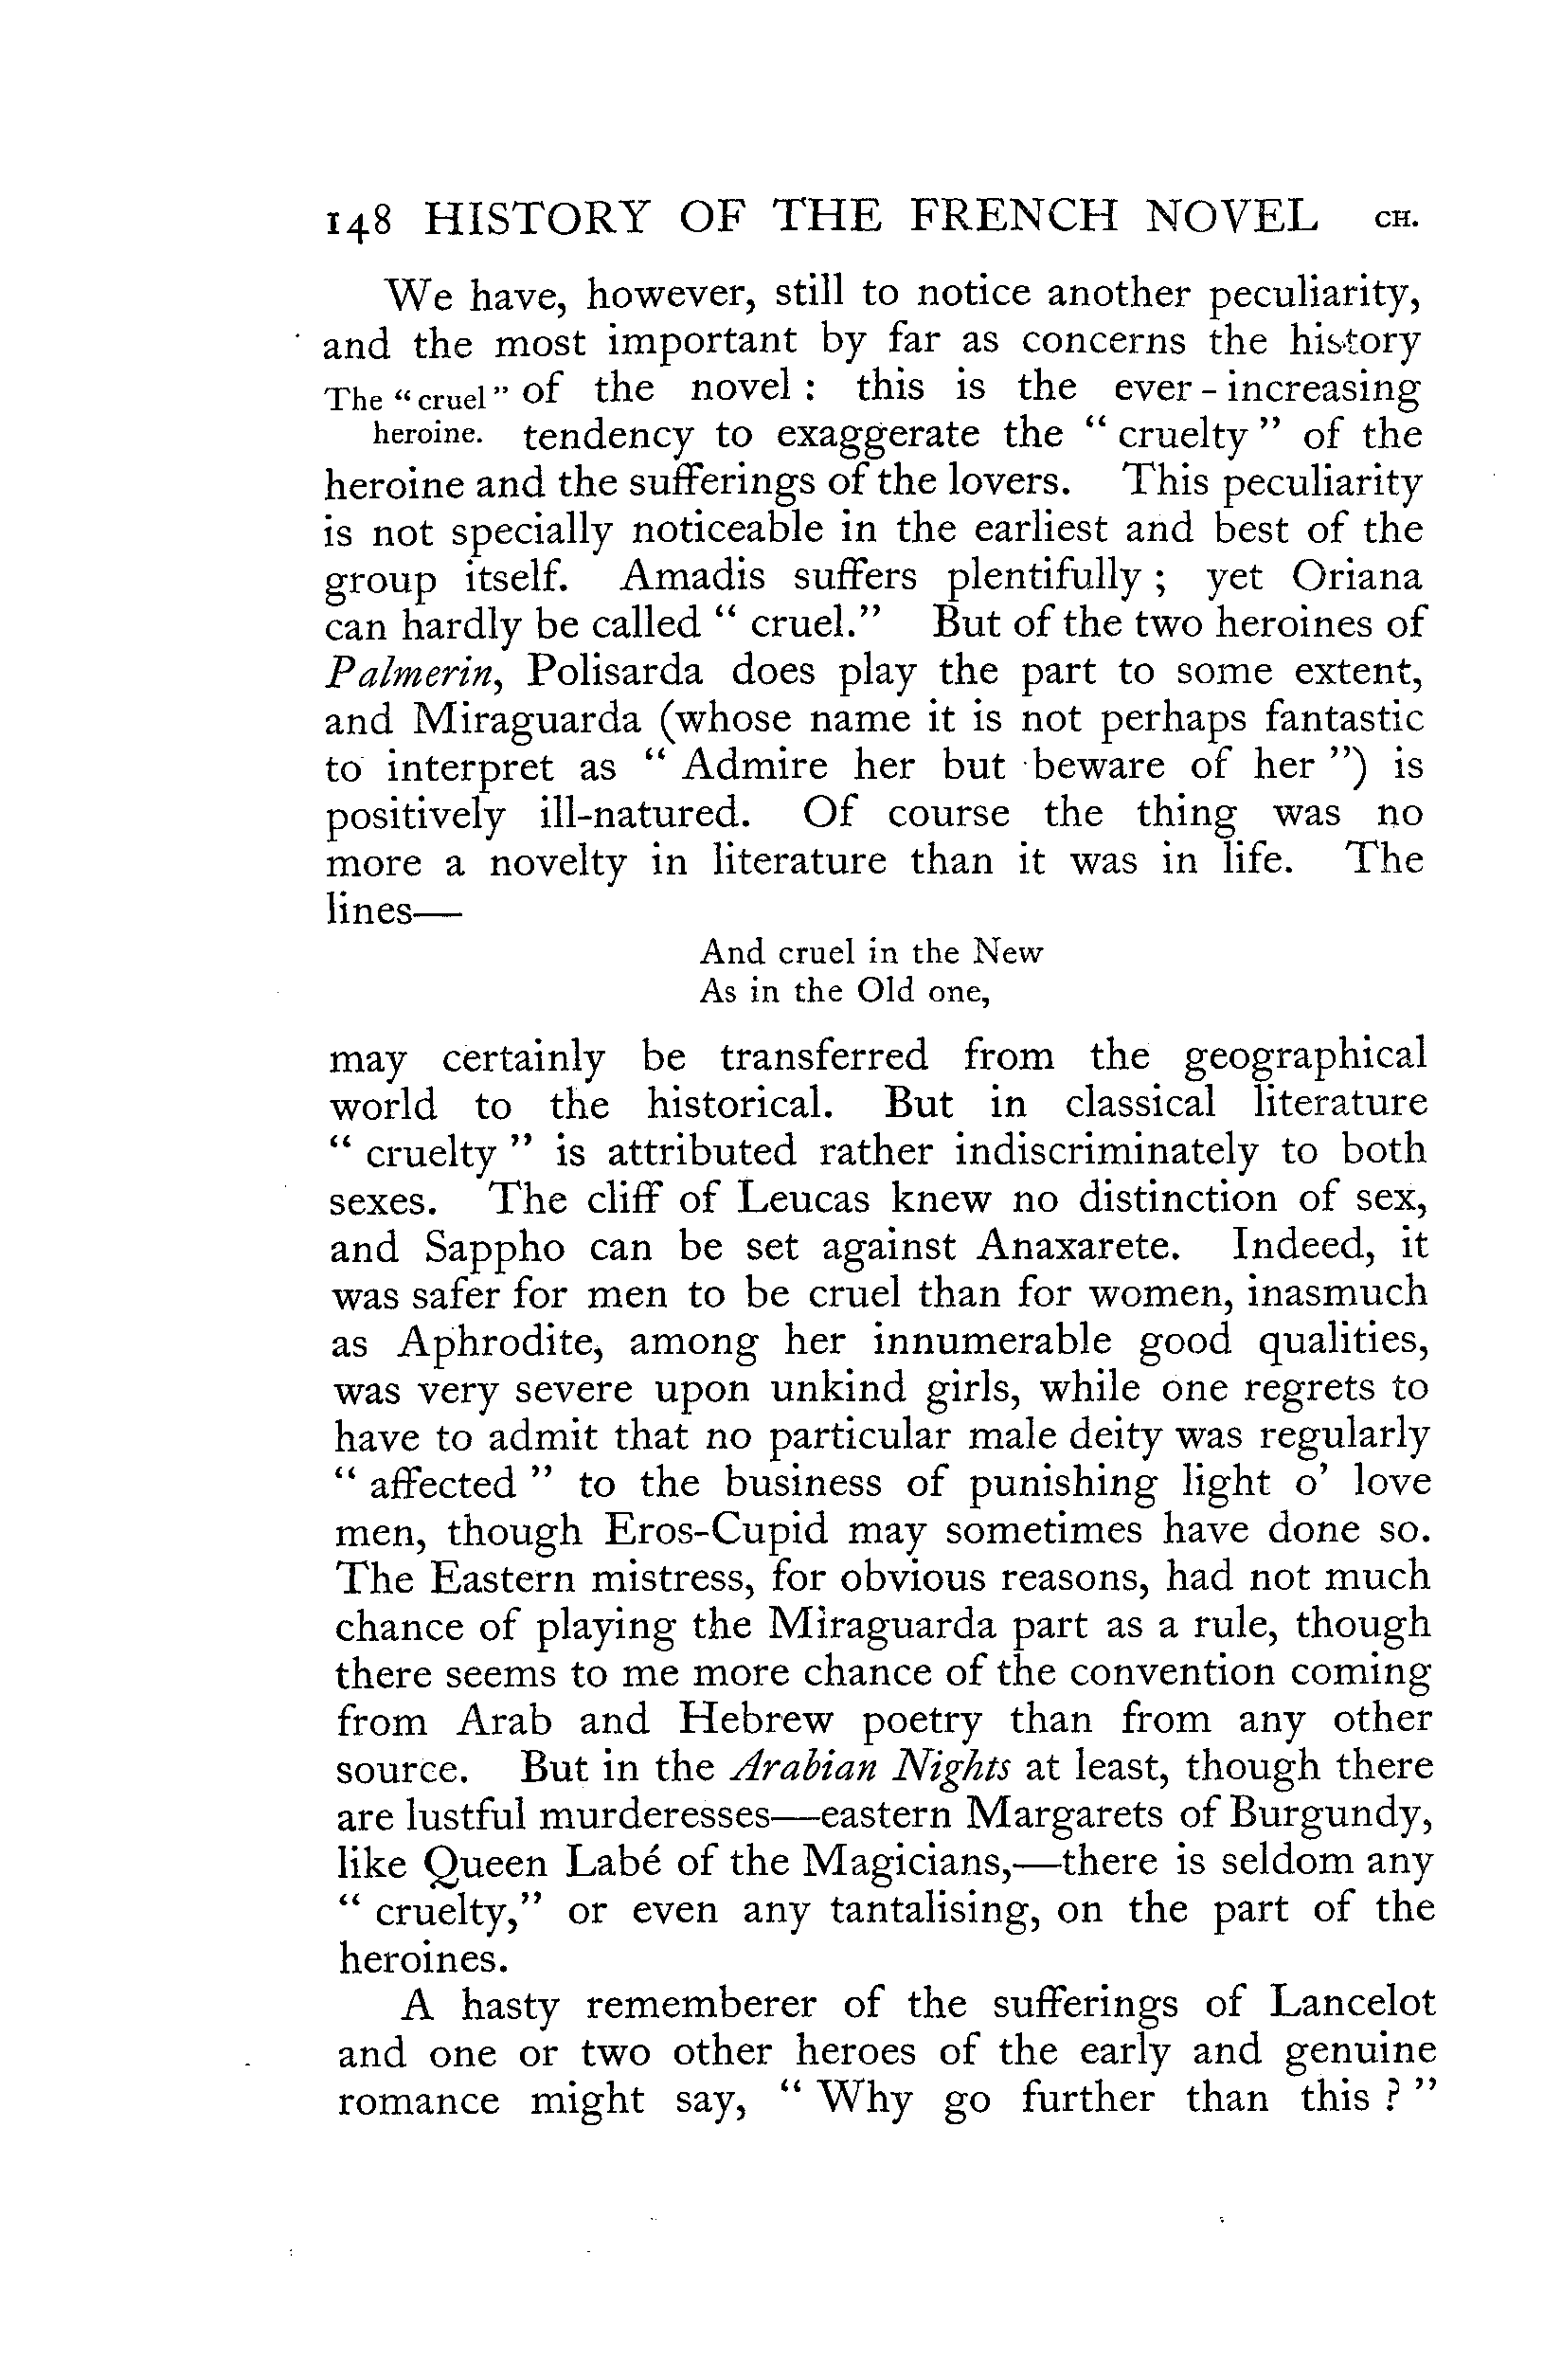 148 HISTORY OF THE FRENCH NOVEL CH.
We have, however, still to notice another peculiarity,
and the most important by far as concerns the history
The “cruel” of the novel : this is the ever-increasing
heroine. tendency to exaggerate the “ cruelty ” of the
heroine and the sufferings of the lovers. This peculiarity
is not specially noticeable in the earliest and best of the
group itself. Amadis suffers plentifully ; yet Oriana
can hardly be called “ cruel.” But of the two heroines of
Palmerin, Polisarda does play the part to some extent,
and Miraguarda (whose name it is not perhaps fantastic
to interpret as “ Admire her but beware of her ”) is
positively ill-natured. Of course the thing was no
more a novelty in literature than it was in life. The
lines—
And cruel in the New
As in the Old one,
may certainly be transferred from the geographical
world to the historical. But in classical literature
“ cruelty ” is attributed rather indiscriminately to both
sexes. The cliff of Leucas knew no distinction of sex,
and Sappho can be set against Anaxarete. Indeed, it
was safer for men to be cruel than for women, inasmuch
as Aphrodite, among her innumerable good qualities,
was very severe upon unkind girls, while one regrets to
have to admit that no particular male deity was regularly
“ affected ” to the business of punishing light o’ love
men, though Eros-Cupid may sometimes have done so.
The Eastern mistress, for obvious reasons, had not much
chance of playing the Miraguarda part as a rule, though
there seems to me more chance of the convention coming
from Arab and Hebrew poetry than from any other
source. But in the Arabian Nights at least, though there
are lustful murderesses—eastern Margarets of Burgundy,
like Queen Labé of the Magicians,—there is seldom any
“ cruelty,” or even any tantalising, on the part of the
heroines.
A hasty rememberer of the sufferings of Lancelot
and one or two other heroes of the early and genuine
romance might say, “ Why go further than this ? ”